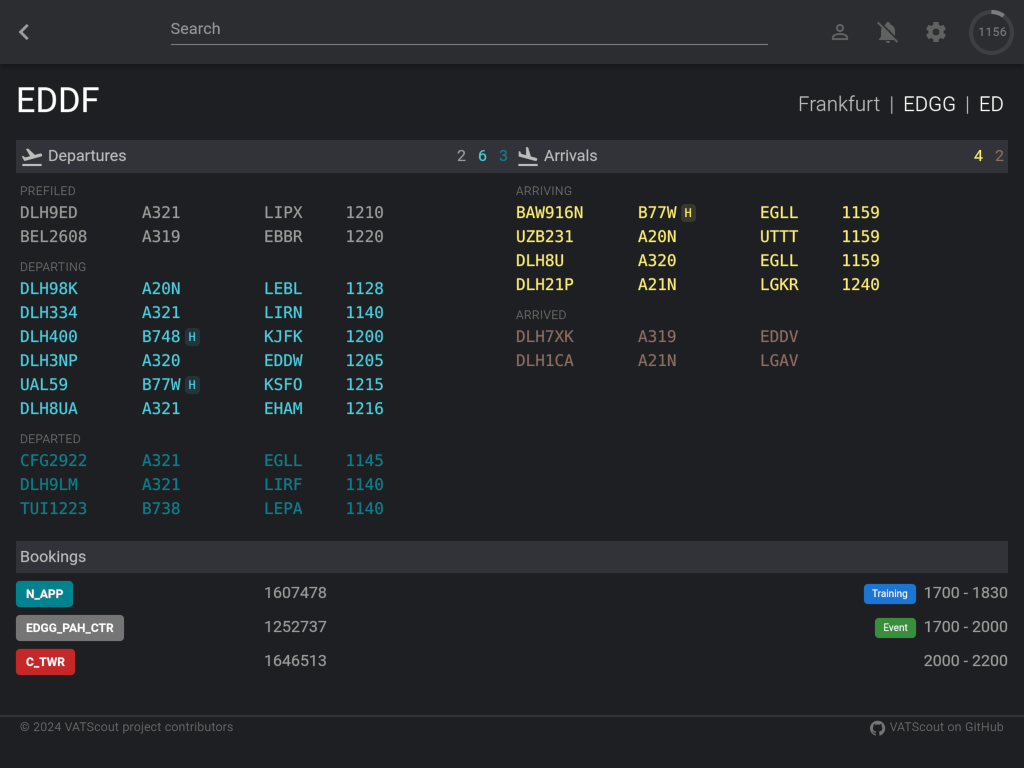 Search
1156
EDDF
Frankfurt | EDGG | ED
Departures 2 6 3
PREFILED
DLH9ED A321 LIPX 1210
BEL2608 A319 EBBR 1220
DEPARTING
DLH98K A20N LEBL 1128
DLH334 A321 LIRN 1140
DLH400 B748 H KJFK 1200
DLH3NP A320 EDDW 1205
UAL59 B77W H KSFO 1215
DLH8UA A321 EHAM 1216
DEPARTED
CFG2922 A321 EGLL 1145
DLH9LM A321 LIRF 1140
TUI1223 B738 LEPA 1140
Arrivals 4 2
ARRIVING
BAW916N B77W H EGLL 1159
UZB231 A20N UTTT 1159
DLH8U A320 EGLL 1159
DLH21P A21N LGKR 1240
ARRIVED
DLH7XK A319 EDDV
DLH1CA A21N LGAV
Bookings
N_APP 1607478 Training 1700 - 1830
EDGG_PAH_CTR 1252737 Event 1700 - 2000
C_TWR 1646513 2000 - 2200
© 2024 VATScout project contributors
VATScout on GitHub